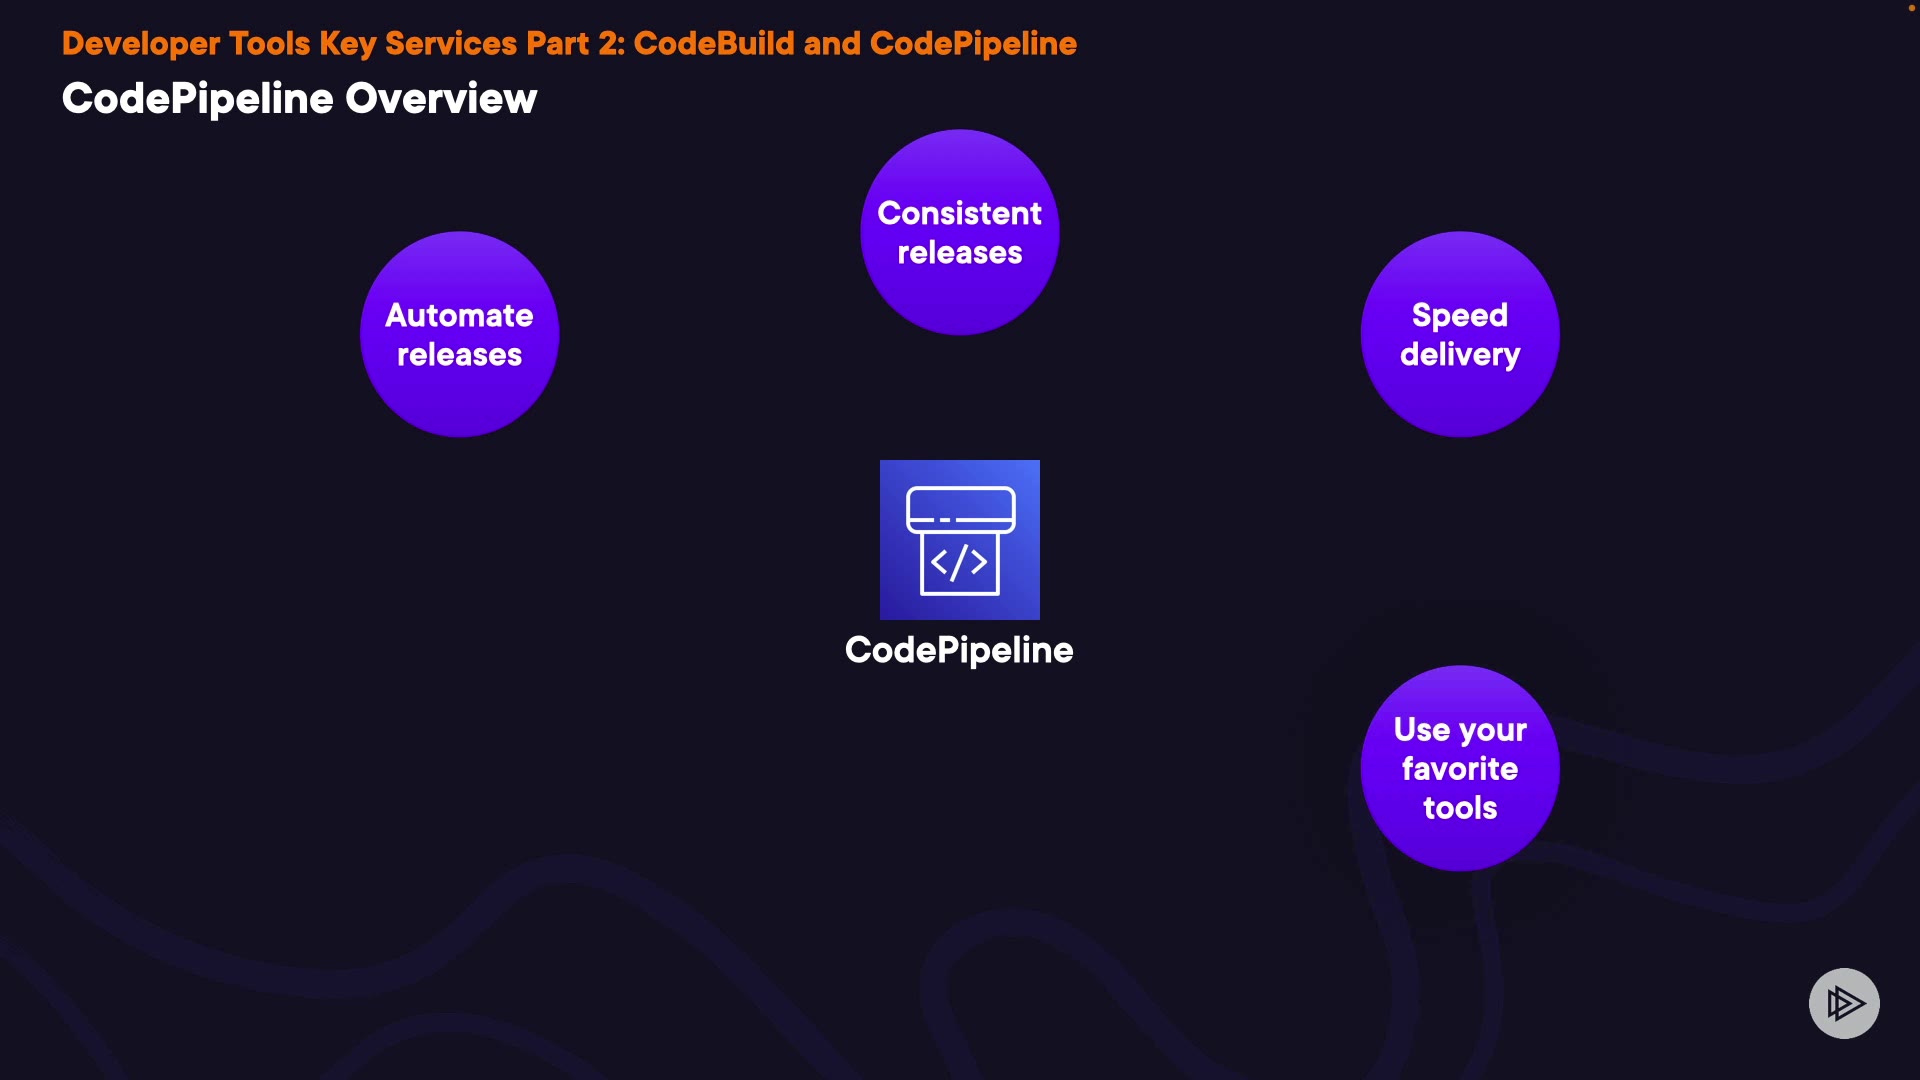 Developer Tools Key Services Part 2: CodeBuild and CodePipeline
CodePipeline Overview
Consistent
releases
Automate
releases
Speed
delivery
</>
CodePipeline
Use your
favorite
tools